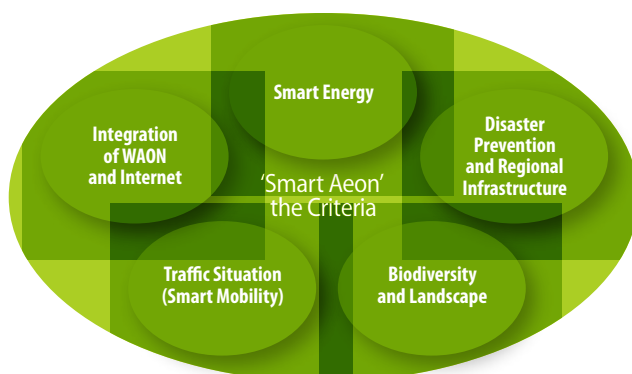 Smart Energy
Integration
of WAON
and Internet
Disaster
Prevention
and Regional
Infrastructure
‘Smart Aeon’
the Criteria
Traffic Situation
(Smart Mobility)
Biodiversity
and Landscape